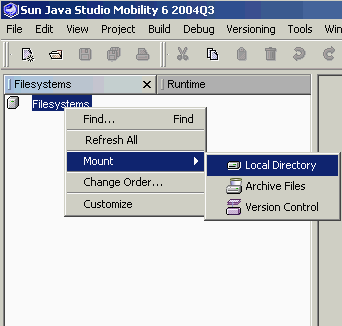 Sun Java Studio Mobility 6 2004Q3
File Edit View Project Build Debug Versioning Tools Win
Filesystems Runtime
Filesystems
Find... Find
Refresh All
Mount
Local Directory
Change Order...
Archive Files
Customize
Version Control